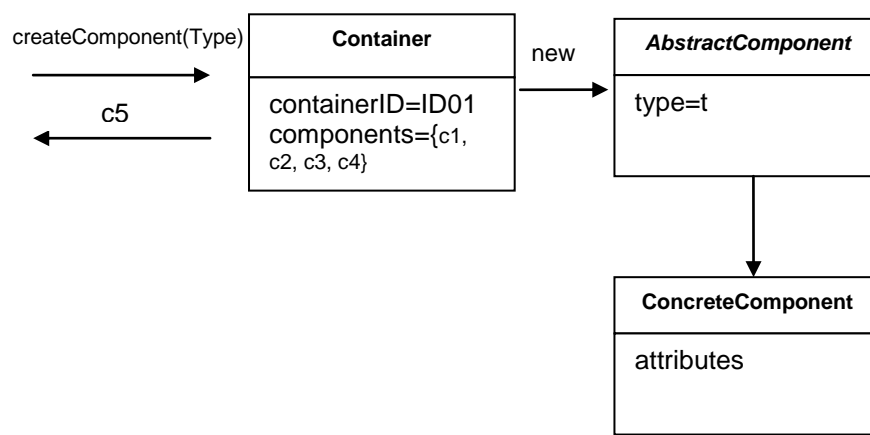 createComponent(Type)
c5
Container
containerID=ID01
components={c1,
c2, c3, c4}
new
AbstractComponent
type=t
ConcreteComponent
attributes